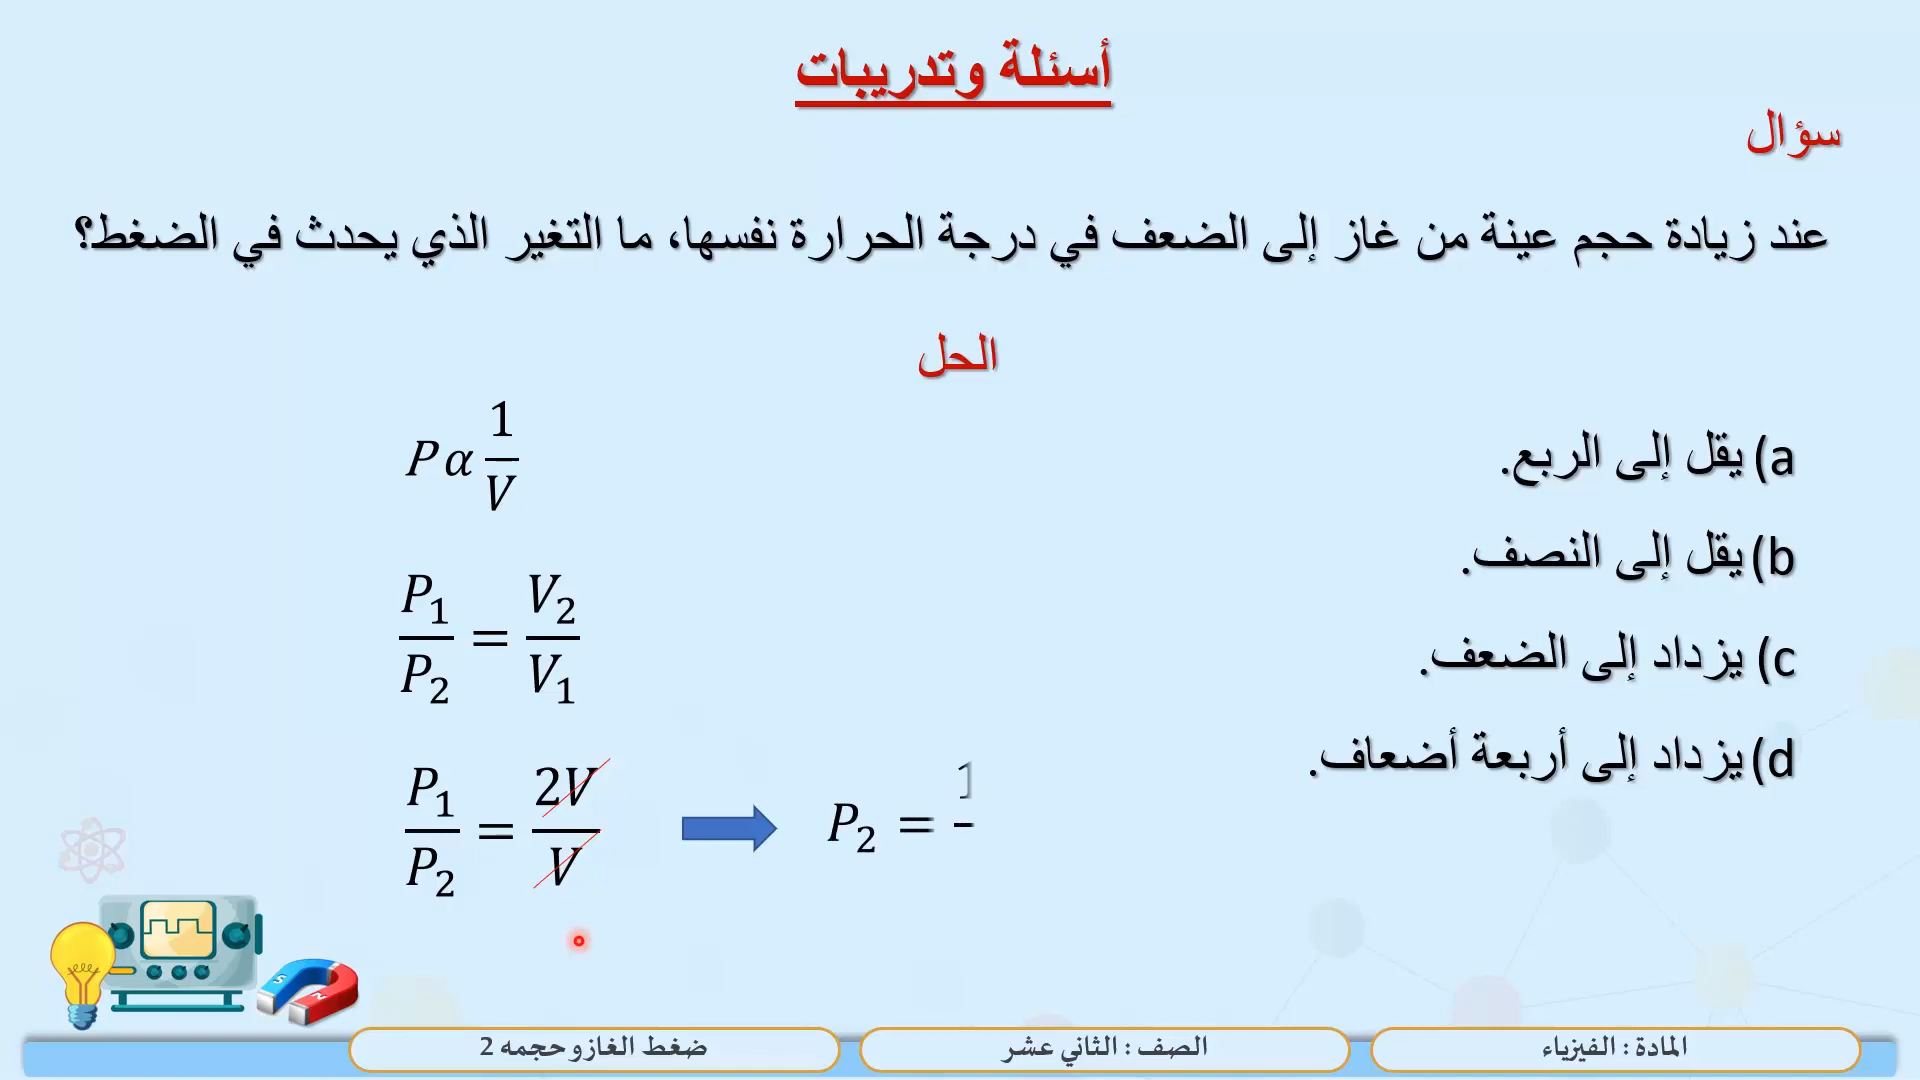 أسئلة وتدريبات
سؤال
عند زيادة حجم عينة من غاز إلى الضعف في درجة الحرارة نفسها، ما التغير الذي يحدث في الضغط؟
الحل
a) يقل إلى الربع.
b) يقل إلى النصف.
c) يزداد إلى الضعف.
d) يزداد إلى أربعة أضعاف.
P α 1/V
P₁/P₂ = V₂/V₁
P₁/P₂ = 2V/V
P₂ = 1
S N
المادة : الفيزياء
الصف : الثاني عشر
ضغط الغاز وحجمه 2